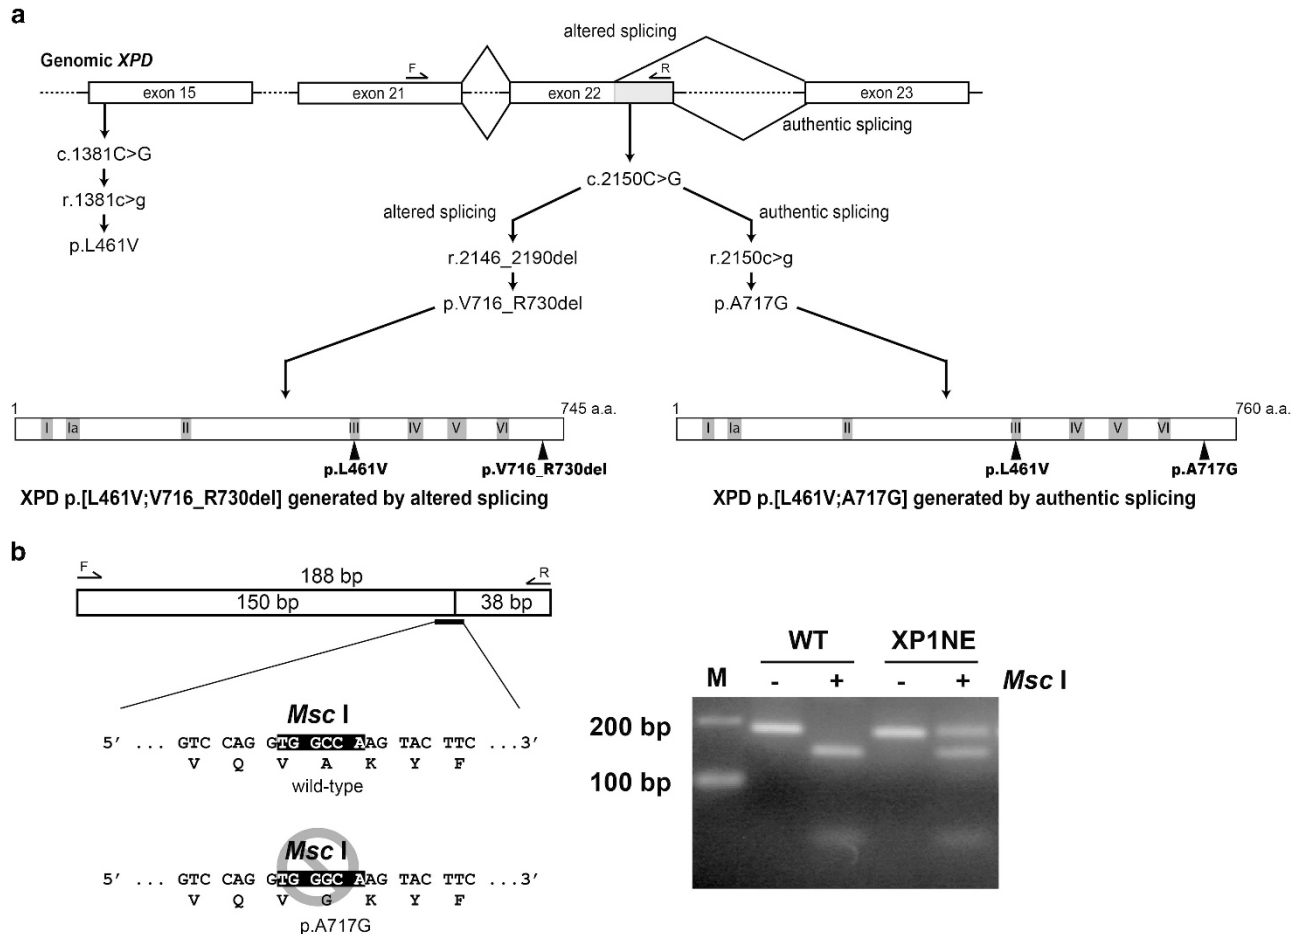 a
altered splicing
Genomic XPD
F
R
exon 15
exon 21
exon 22
exon 23
authentic splicing
c.1381C>G
c.2150C>G
r.1381c>g
altered splicing
authentic splicing
p.L461V
r.2146_2190del
r.2150c>g
p.V716_R730del
p.A717G
1
745 a.a.
1
760 a.a.
I
Ia
II
III
IV
V
VI
I
Ia
II
III
IV
V
VI
p.L461V
p.V716_R730del
p.L461V
p.A717G
XPD p.[L461V;V716_R730del] generated by altered splicing
XPD p.[L461V;A717G] generated by authentic splicing
b
F
188 bp
R
150 bp
38 bp
WT
XP1NE
M
-
+
-
+
Msc I
200 bp
100 bp
Msc I
5' ... GTC CAG GTG GCCA AAG TACTTC ...3'
V Q V A K Y F
wild-type
Msc I
5' ... GTC CAG GTG GGCA AAG TAC TTC ...3'
V Q V G K Y F
p.A717G